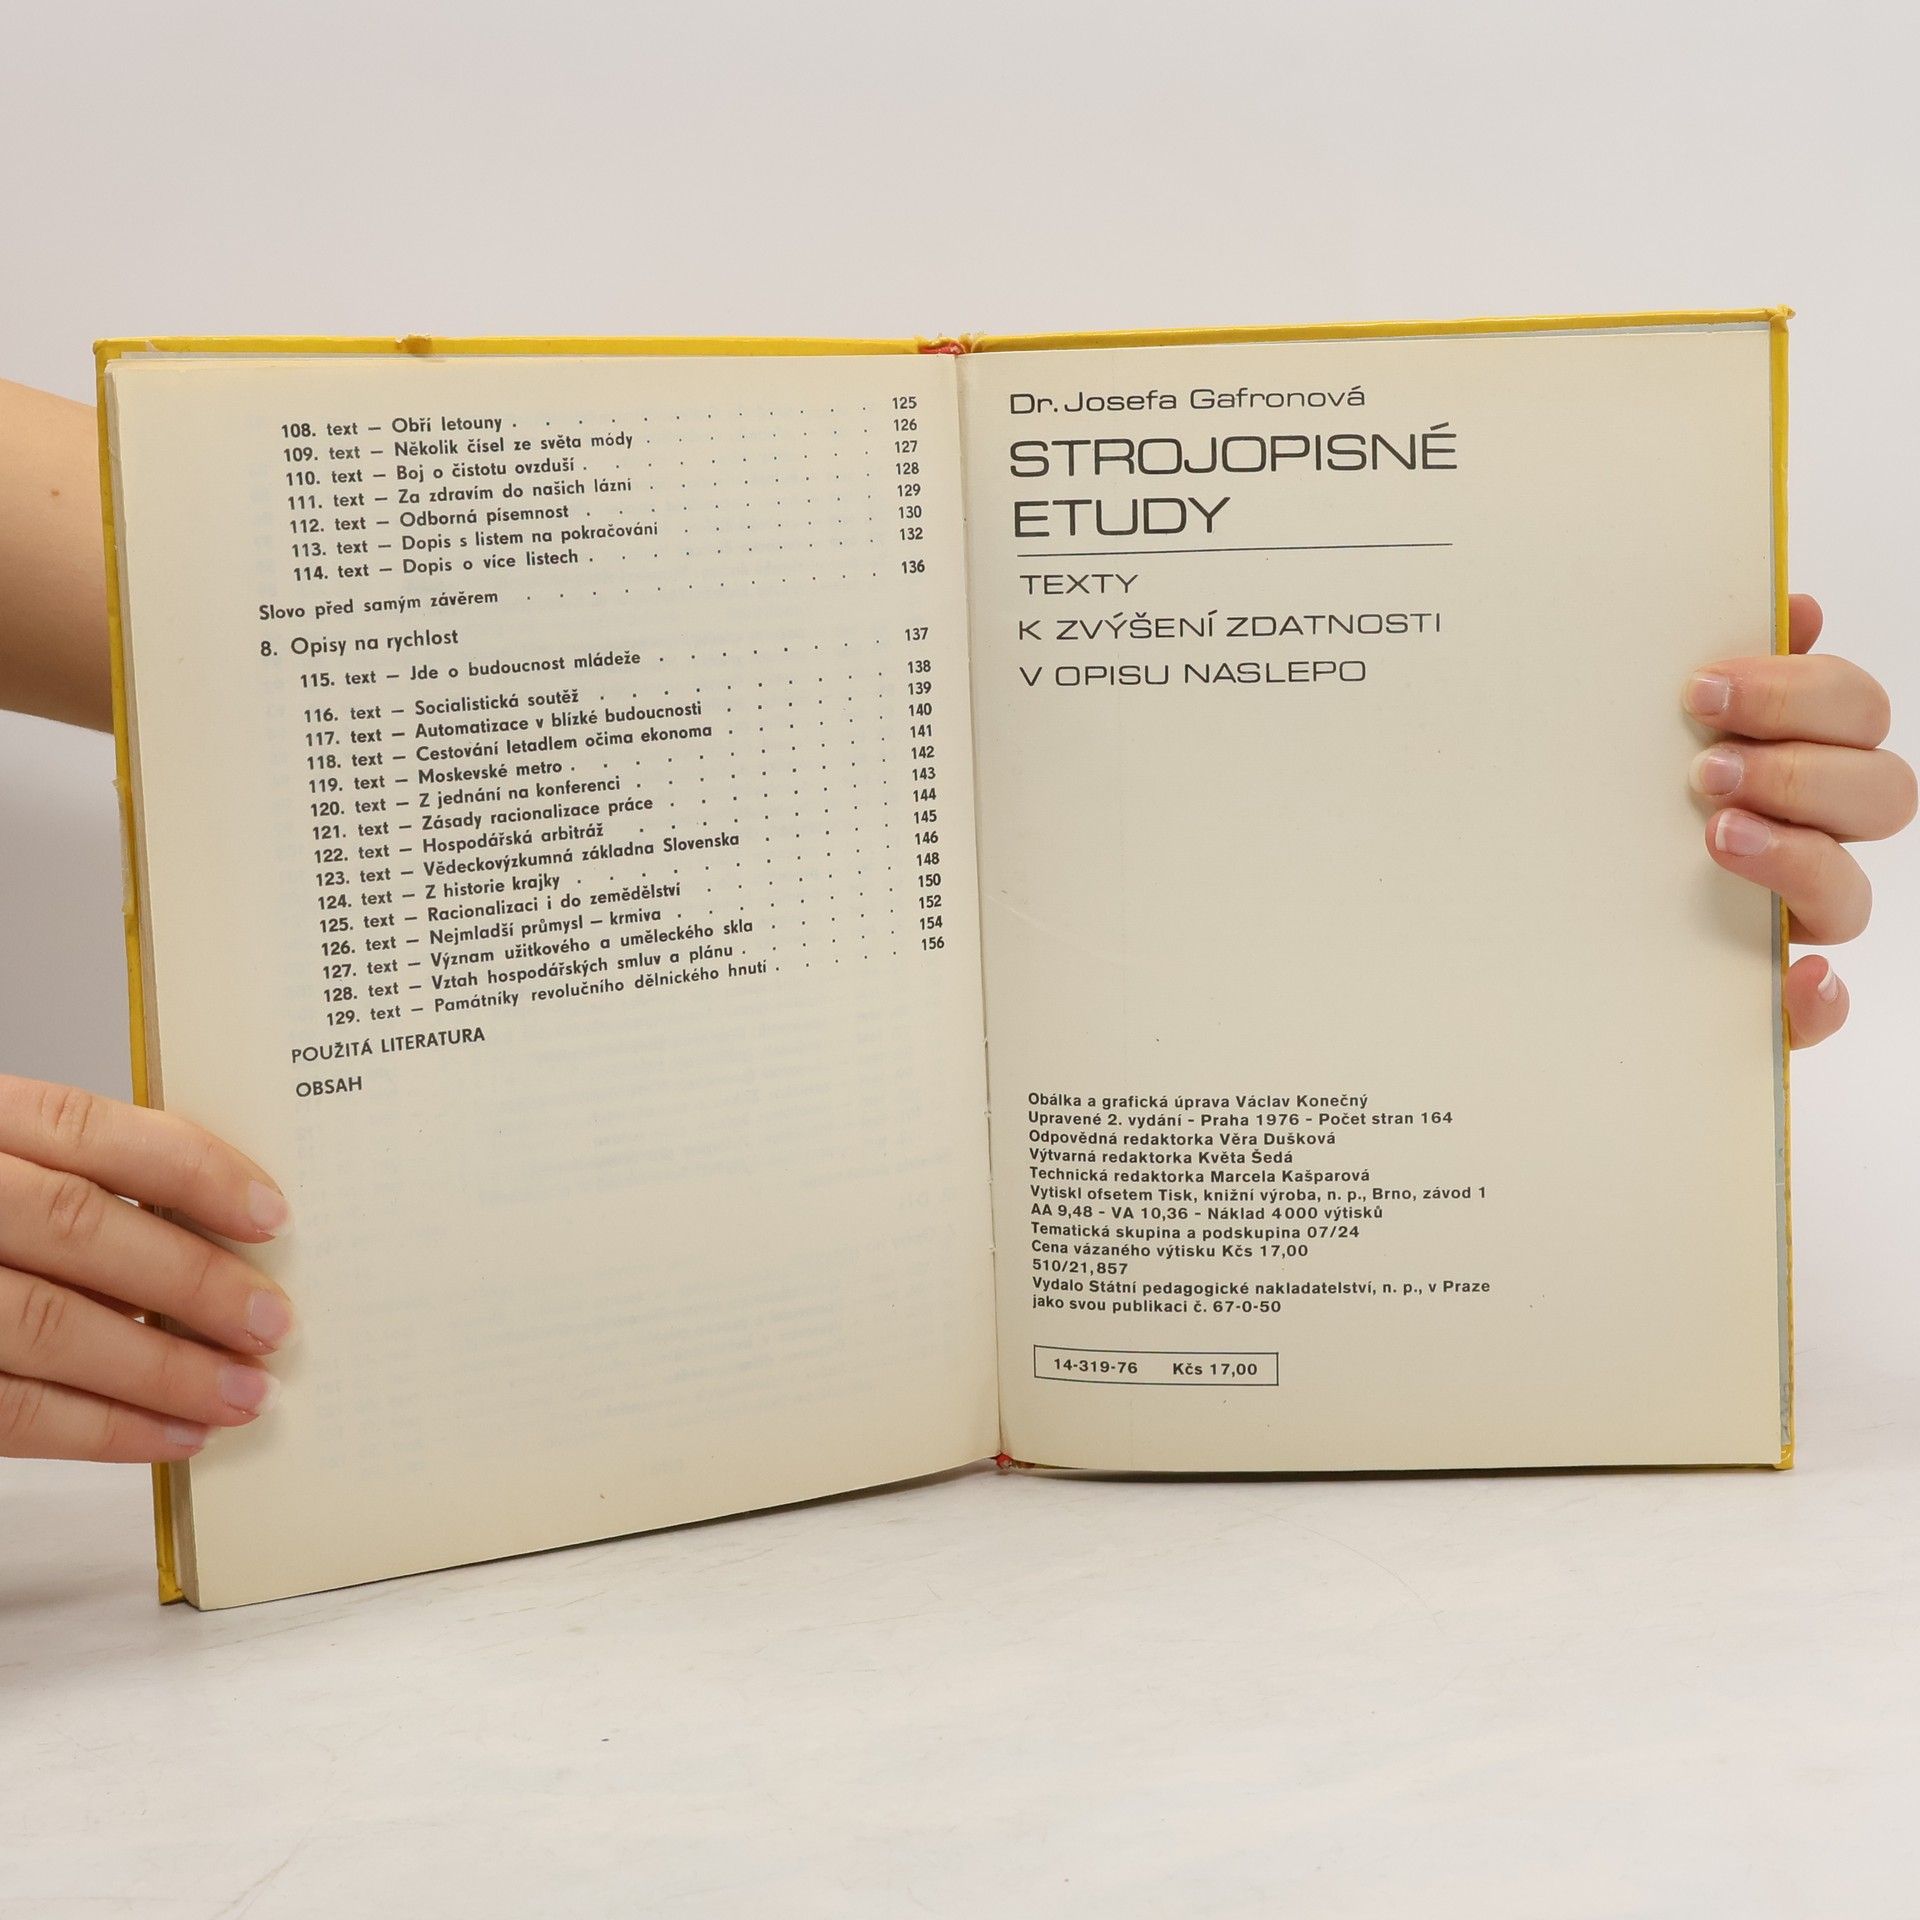 108. text — Obří letouny . . . . . . . . . 125
109. text — Několik čísel ze světa módy . . . . . . 126
110. text — Boj o čistotu ovzduší . . . . . . . . 127
111. text — Za zdravím do našich lázní . . . . . . 128
112. text — Odborná písemnost . . . . . . . . 129
113. text — Dopis s listem na pokračování . . . . . 130
114. text — Dopis o více listech . . . . . . . . 132
Slovo před samým závěrem . . . . . . . . . 136
8. Opisy na rychlost
115. text — Jde o budoucnost mládeže . . . . . . 137
116. text — Socialistická soutěž . . . . . . . . 138
117. text — Automatizace v blízké budoucnosti . . . . . 139
118. text — Cestování letadlem očima ekonoma . . . . . 140
119. text — Moskevské metro . . . . . . . . 141
120. text — Z jednání na konferenci . . . . . . . 142
121. text — Zásady racionalizace práce . . . . . . 143
122. text — Hospodářská arbitráž . . . . . . . 144
123. text — Vědeckovýzkumná základna Slovenska . . . . 145
124. text — Z historie krajky . . . . . . . . . 146
125. text — Racionalizaci i do zemědělství . . . . . 148
126. text — Nejmladší průmysl — krmiva . . . . . . 150
127. text — Význam užitkového a uměleckého skla . . . . 152
128. text — Vztah hospodářských smluv a plánu . . . . . 154
129. text — Památníky revolučního dělnického hnutí . . . . 156
POUŽITÁ LITERATURA
OBSAH
Dr. Josefa Gafronová
STROJOPISNÉ
ETUDY
TEXTY
K ZVÝŠENÍ ZDATNOSTI
V OPISU NASLEPO
Obálka a grafická úprava Václav Konečný
Upravené 2. vydání - Praha 1976 - Počet stran 164
Odpovědná redaktorka Věra Dušková
Výtvarná redaktorka Květa Šedá
Technická redaktorka Marcela Kašparová
Vytiskl ofsetem Tisk, knižní výroba, n. p., Brno, závod 1
AA 9,48 - VA 10,36 - Náklad 4000 výtisků
Tematická skupina a podskupina 07/24
Cena vázaného výtisku Kčs 17,00
510/21,857
Vydalo Státní pedagogické nakladatelství, n. p., v Praze
jako svou publikaci č. 67-0-50
14-319-76 Kčs 17,00